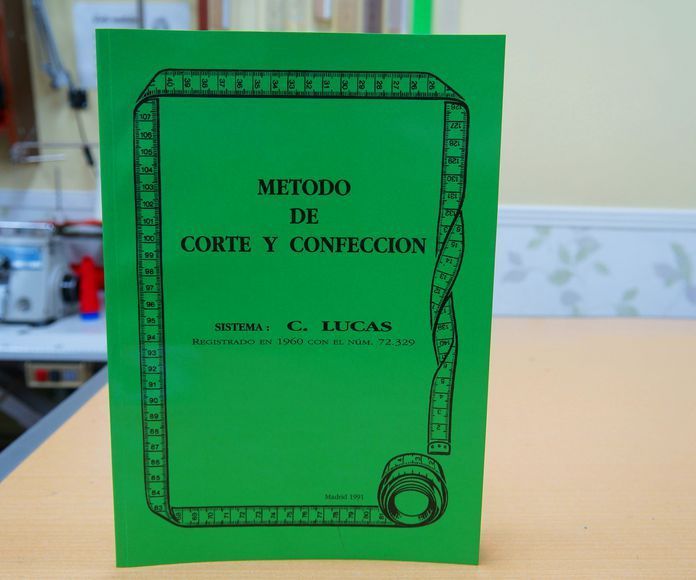 METODO
DE
CORTE Y CONFECCION
SISTEMA: C. LUCAS
REGISTRADO EN 1960 CON EL NÚM. 72.329
Madrid 1991